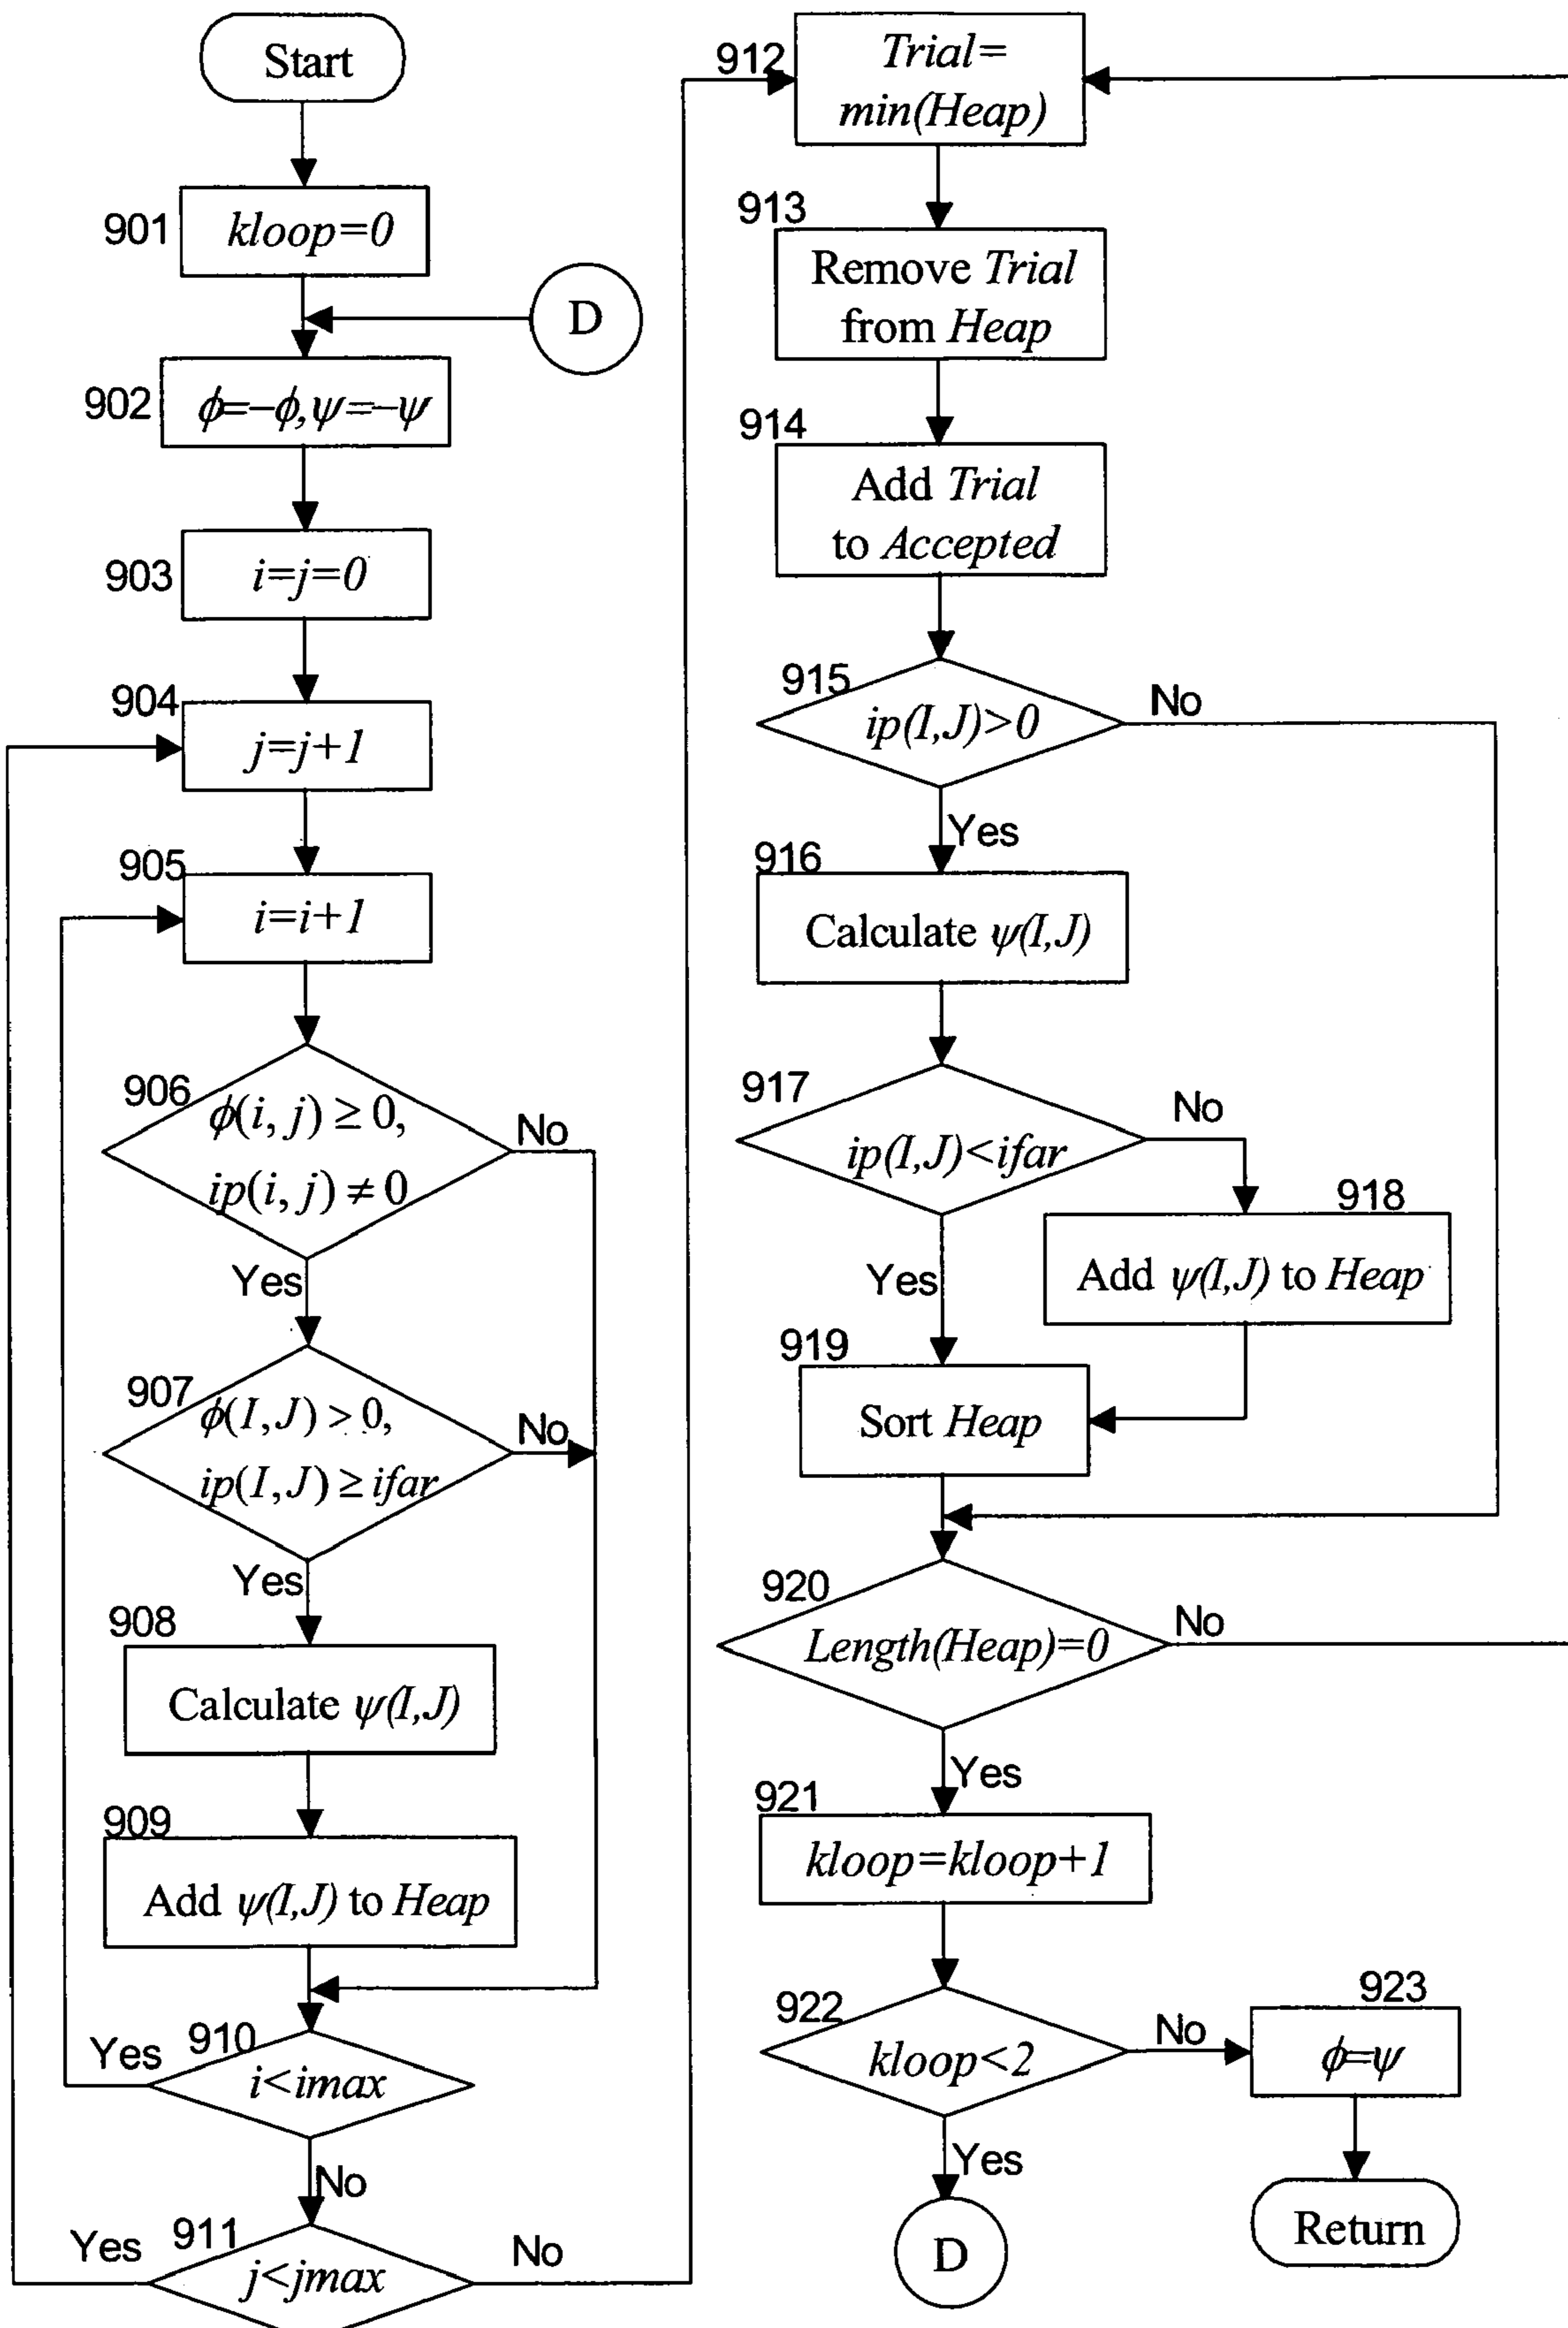 Start
901
kloop=0
D
902
ϕ=−ϕ,ψ=−ψ
903
i=j=0
904
j=j+1
905
i=i+1
906
ϕ(i, j) ≥ 0,
ip(i, j) ≠ 0
No
Yes
907
ϕ(I, J) > 0,
ip(I, J) ≥ ifar
No
Yes
908
Calculate ψ(I,J)
909
Add ψ(I,J) to Heap
910
Yes
i<imax
No
911
Yes
j<jmax
No
912
Trial=
min(Heap)
913
Remove Trial
from Heap
914
Add Trial
to Accepted
915
ip(I,J)>0
No
Yes
916
Calculate ψ(I,J)
917
ip(I,J)<ifar
No
918
Add ψ(I,J) to Heap
Yes
919
Sort Heap
920
Length(Heap)=0
No
Yes
921
kloop=kloop+1
922
kloop<2
No
923
ϕ=ψ
Yes
D
Return